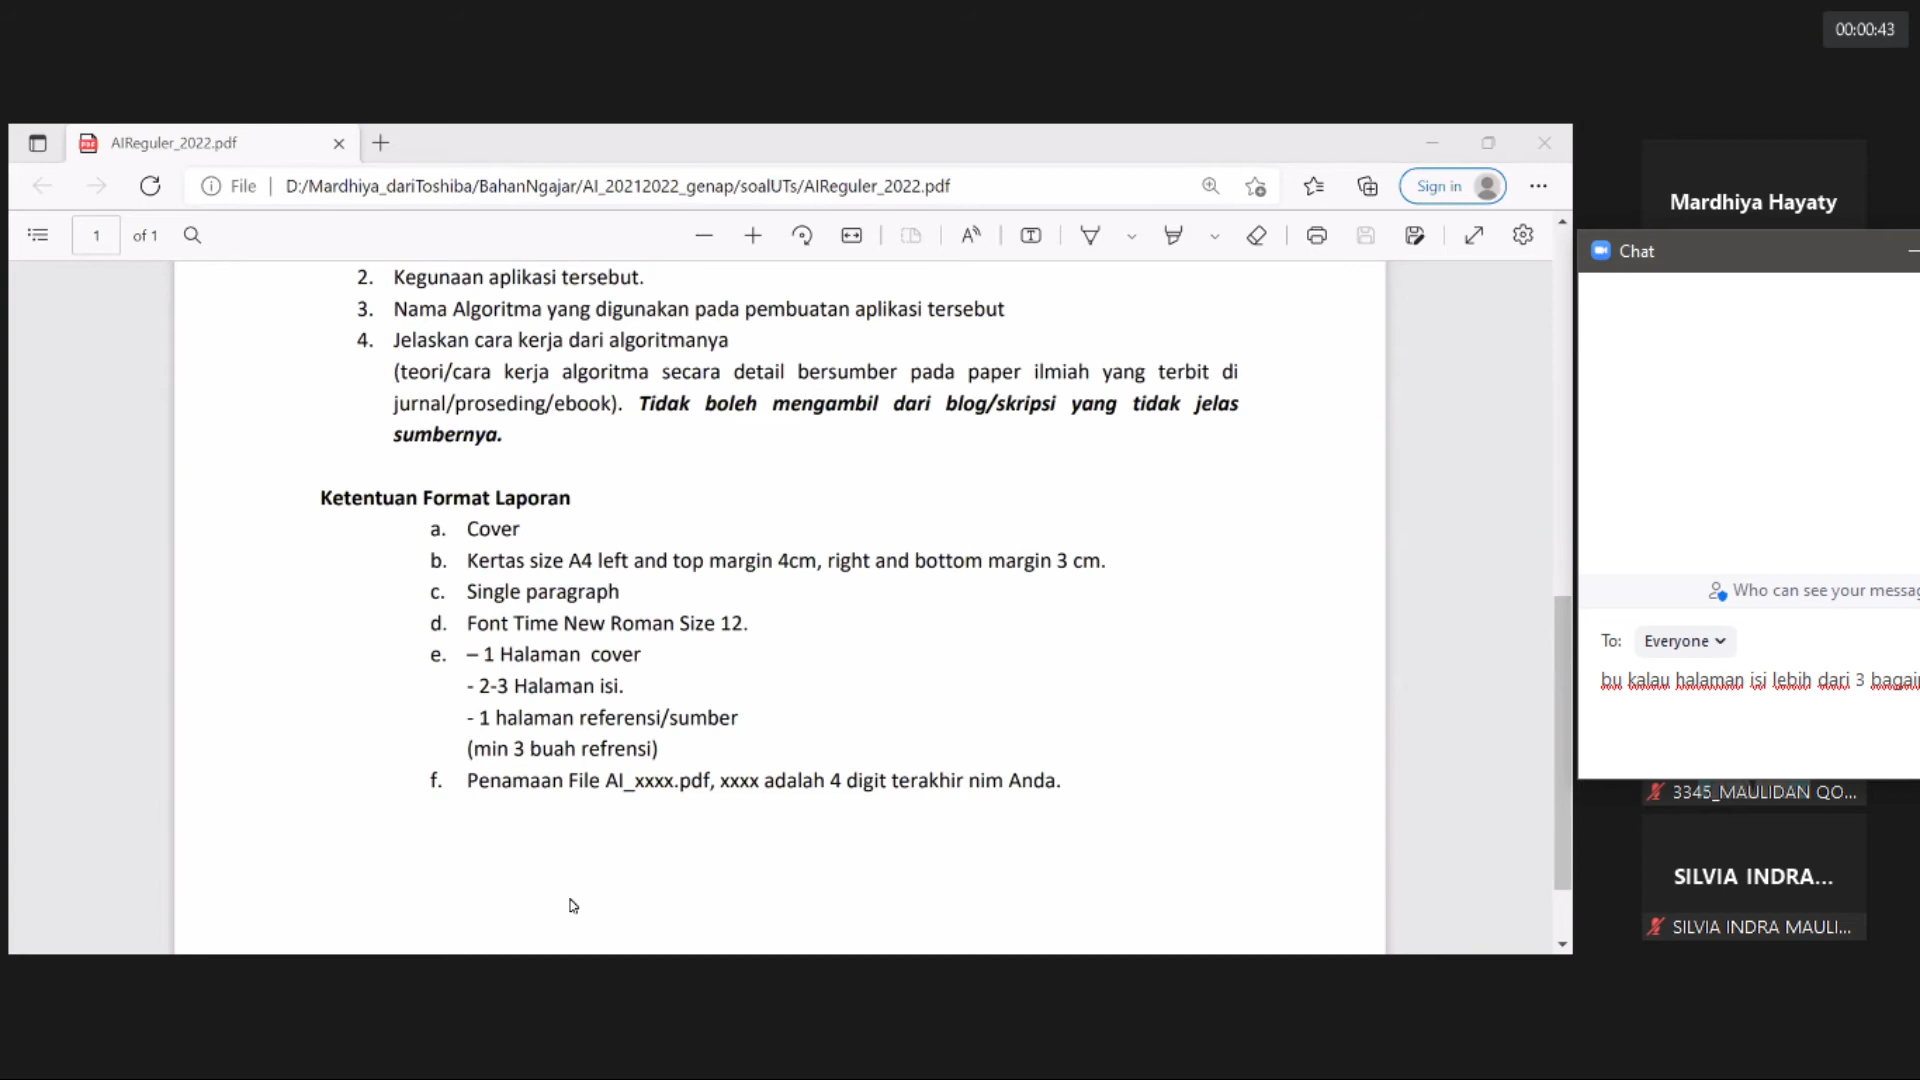 00:00:43
AIReguler_2022.pdf
File | D:/Mardhiya_dariToshiba/BahanNgajar/AI_20212022_genap/soalUTs/AIReguler_2022.pdf
Sign in
1 of 1
Mardhiya Hayaty
Chat
2. Kegunaan aplikasi tersebut.
3. Nama Algoritma yang digunakan pada pembuatan aplikasi tersebut
4. Jelaskan cara kerja dari algoritmanya
(teori/cara kerja algoritma secara detail bersumber pada paper ilmiah yang terbit di
jurnal/proseding/ebook). Tidak boleh mengambil dari blog/skripsi yang tidak jelas
sumbernya.
Ketentuan Format Laporan
a. Cover
b. Kertas size A4 left and top margin 4cm, right and bottom margin 3 cm.
c. Single paragraph
d. Font Time New Roman Size 12.
e. – 1 Halaman cover
- 2-3 Halaman isi.
- 1 halaman referensi/sumber
(min 3 buah refrensi)
f. Penamaan File AI_xxxx.pdf, xxxx adalah 4 digit terakhir nim Anda.
Who can see your
To: Everyone
bu kalau halaman isi lebih dari 3
3345_MAULIDAN QO...
SILVIA INDRA...
SILVIA INDRA MAULI...